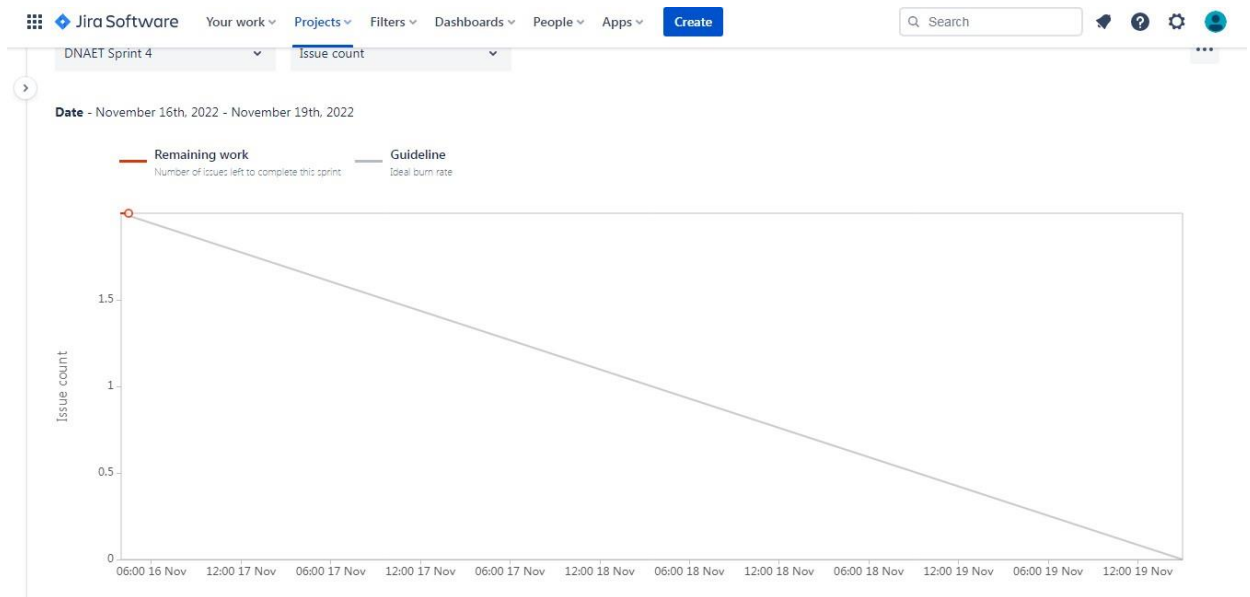 Jira Software Your work Projects Filters Dashboards People Apps Create Search
DNAET Sprint 4 Issue count
Date - November 16th, 2022 - November 19th, 2022
Remaining work Guideline
Number of issues left to complete this sprint Ideal burn rate
1.5
1
0.5
0
Issue count
06:00 16 Nov 12:00 17 Nov 06:00 17 Nov 12:00 17 Nov 06:00 17 Nov 12:00 18 Nov 06:00 18 Nov 12:00 18 Nov 06:00 18 Nov 12:00 19 Nov 06:00 19 Nov 12:00 19 Nov